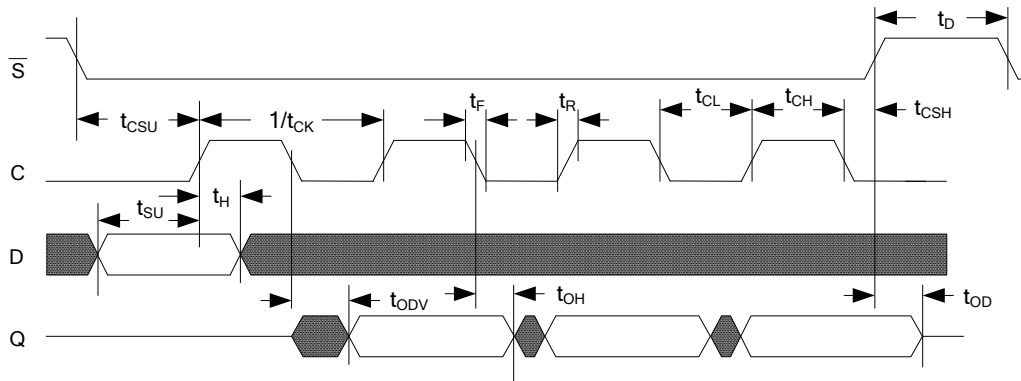 t_D
S̅
t_F t_R t_CL t_CH
t_CSU 1/t_CK t_CSH
C
t_SU t_H
D
t_ODV t_OH t_OD
Q